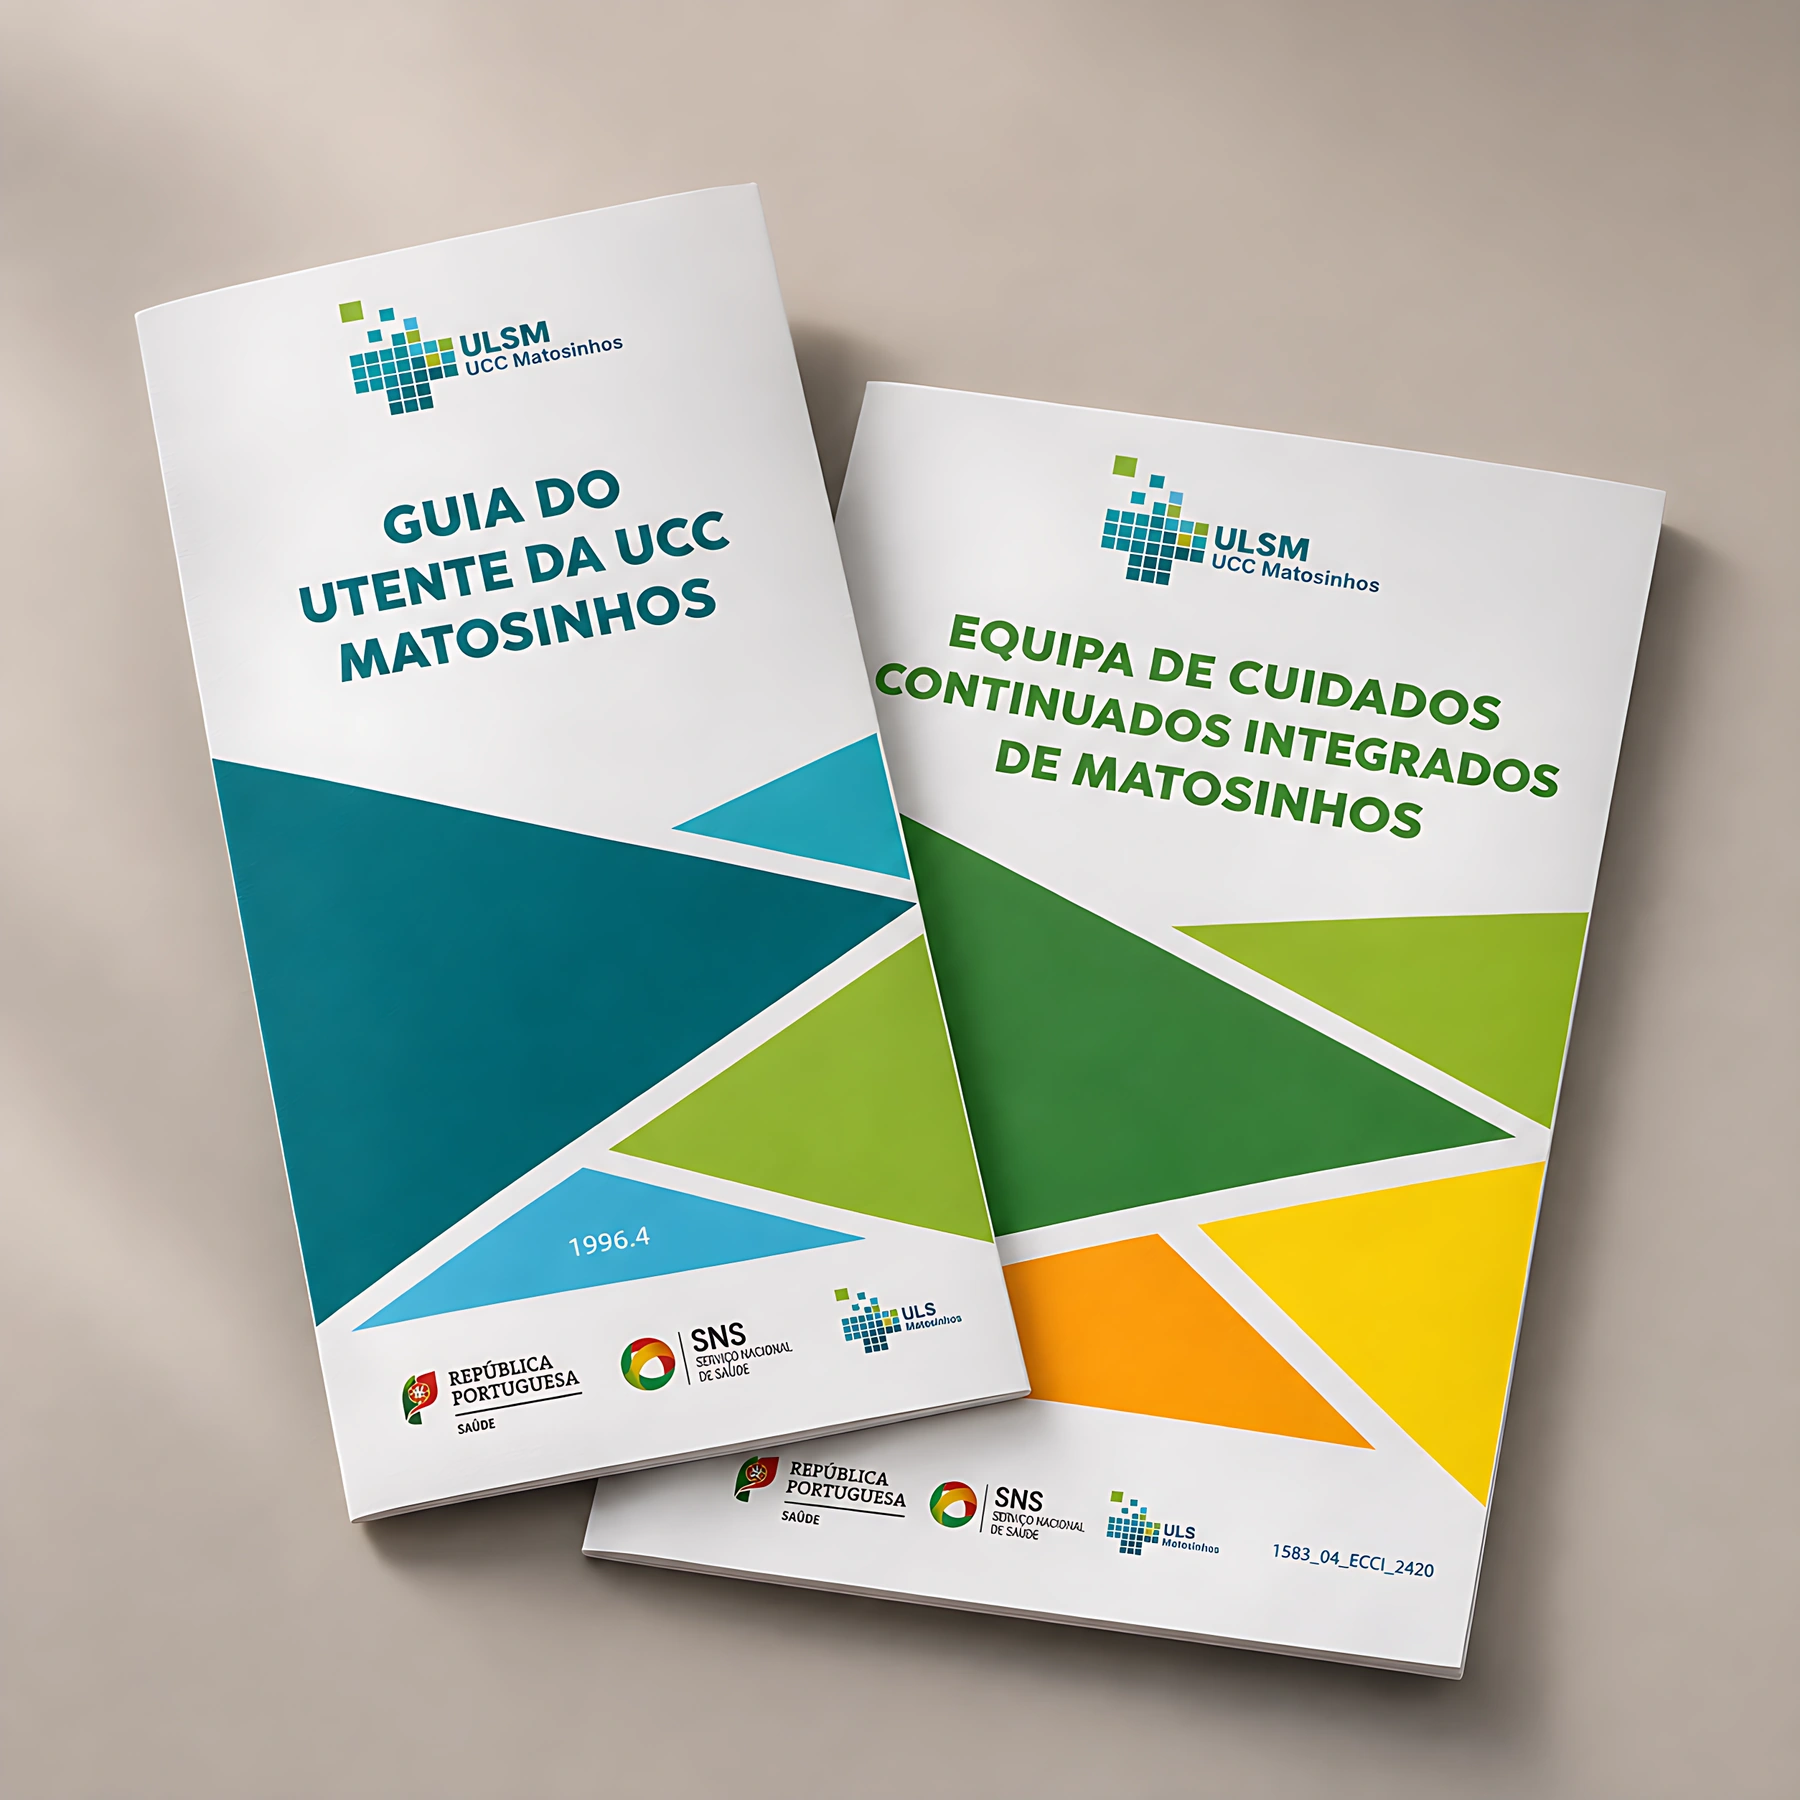 ULSM
UCC Matosinhos
GUIA DO
UTENTE DA UCC
MATOSINHOS
1996.4
REPÚBLICA
PORTUGUESA
SAÚDE
SNS
SERVIÇO NACIONAL
DE SAÚDE
ULS
Matosinhos
ULSM
UCC Matosinhos
EQUIPA DE CUIDADOS
CONTINUADOS INTEGRADOS
DE MATOSINHOS
REPÚBLICA
PORTUGUESA
SAÚDE
SNS
SERVIÇO NACIONAL
DE SAÚDE
ULS
Matosinhos
1583_04_ECCI_2420